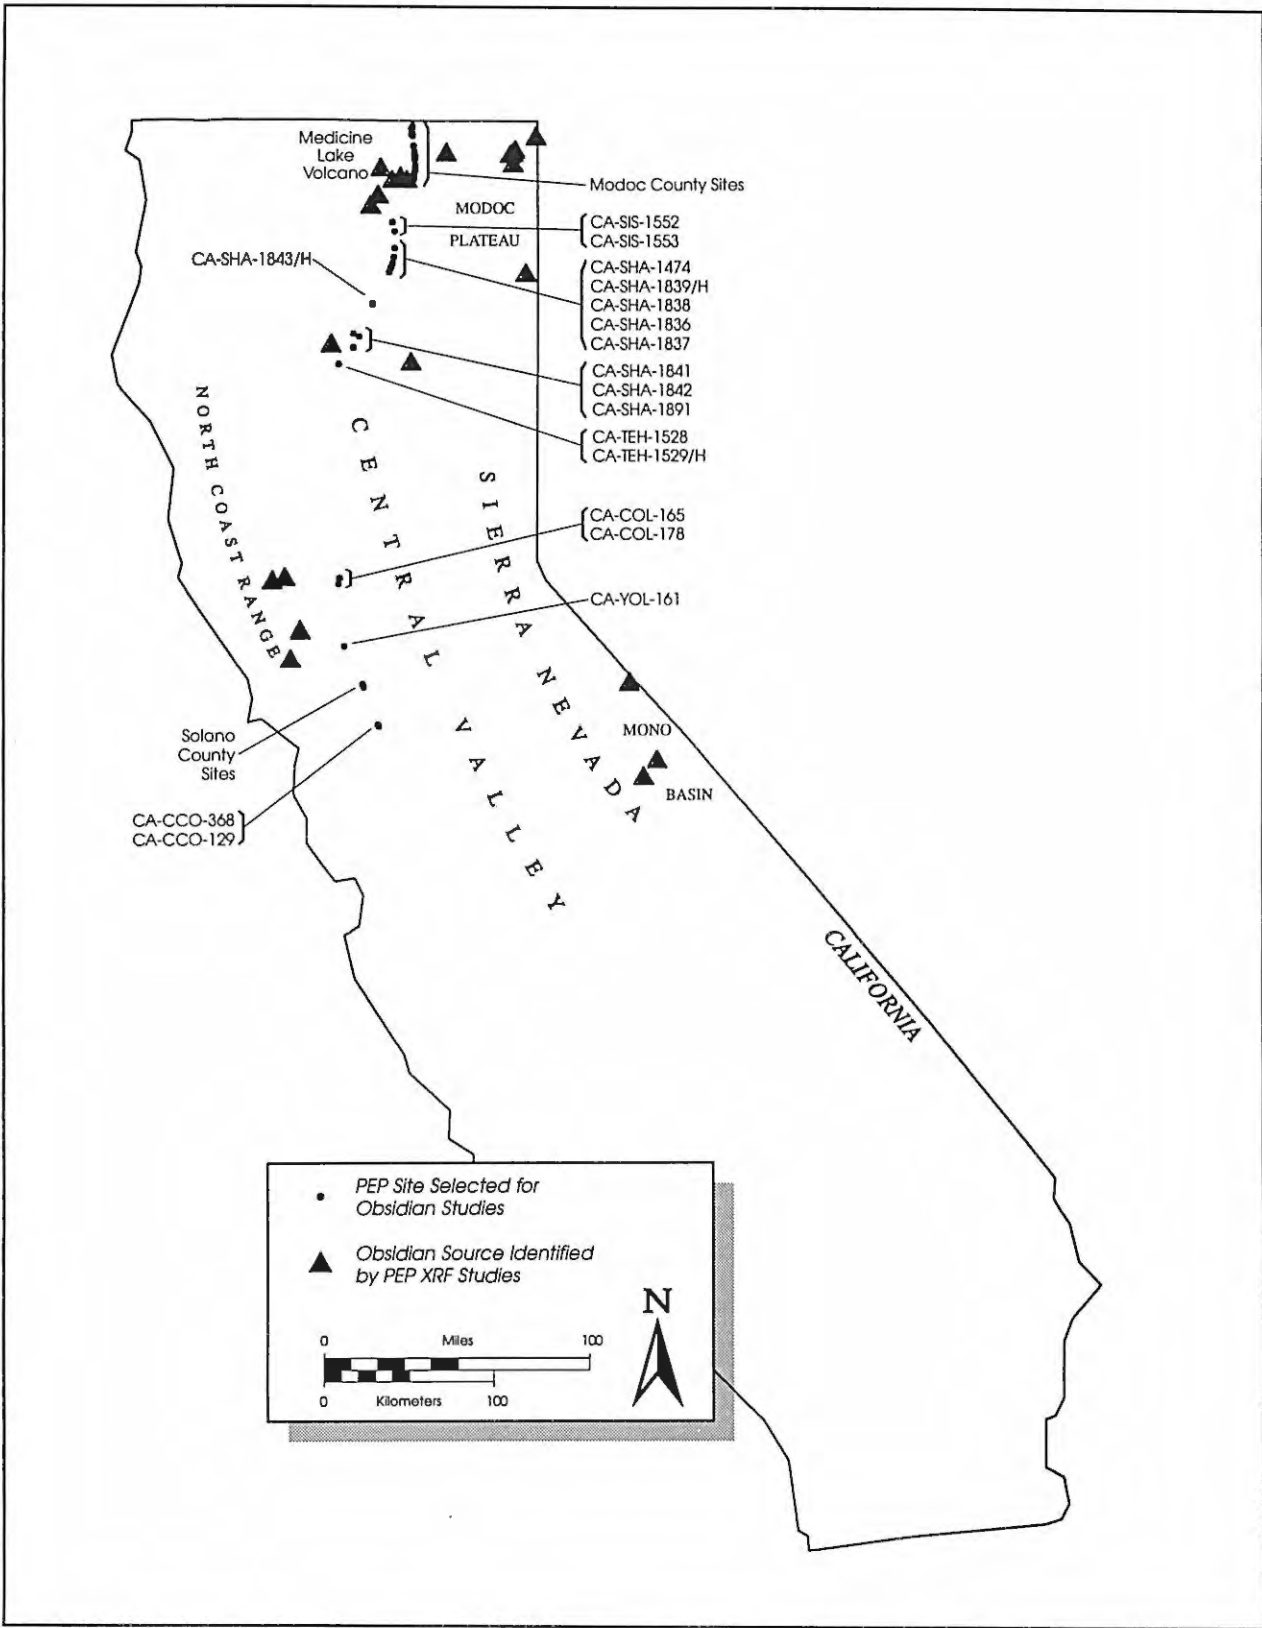 Medicine
Lake
Volcano
Modoc County Sites
MODOC
PLATEAU
CA-SIS-1552
CA-SIS-1553
CA-SHA-1843/H
CA-SHA-1474
CA-SHA-1839/H
CA-SHA-1838
CA-SHA-1836
CA-SHA-1837
CA-SHA-1841
CA-SHA-1842
CA-SHA-1891
CA-TEH-1528
CA-TEH-1529/H
NORTH COAST RANGE
CENTRAL VALLEY
SIERRA NEVADA
CA-COL-165
CA-COL-178
CA-YOL-161
Solano
County
Sites
MONO
BASIN
CA-CCO-368
CA-CCO-129
CALIFORNIA
PEP Site Selected for
Obsidian Studies
Obsidian Source Identified
by PEP XRF Studies
N
0 Miles 100
0 Kilometers 100